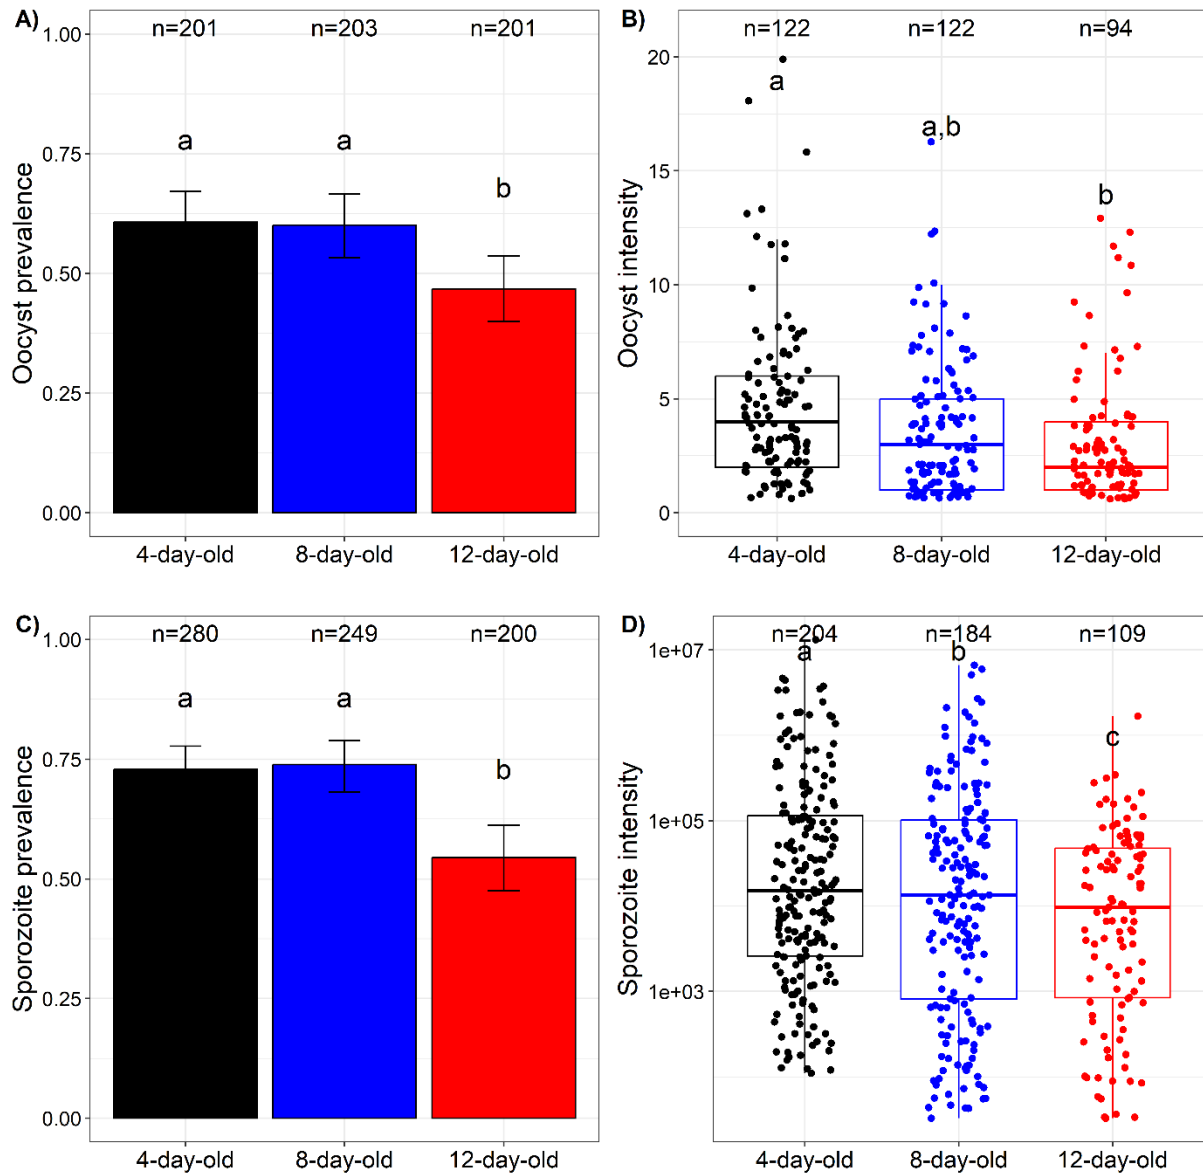 A)
n=201 n=203 n=201
1.00
0.75
0.50
0.25
0.00
a a b
Oocyst prevalence
4-day-old 8-day-old 12-day-old
B)
n=122 n=122 n=94
20
15
10
5
0
a a,b b
Oocyst intensity
4-day-old 8-day-old 12-day-old
C)
n=280 n=249 n=200
1.00
0.75
0.50
0.25
0.00
a a b
Sporozoite prevalence
4-day-old 8-day-old 12-day-old
D)
n=204 n=184 n=109
1e+07
1e+05
1e+03
a b c
Sporozoite intensity
4-day-old 8-day-old 12-day-old